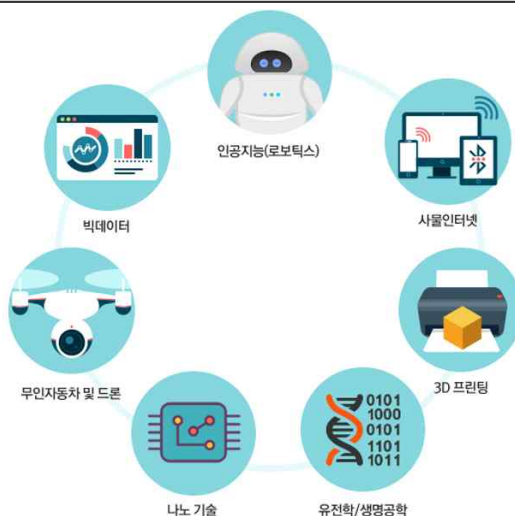 인공지능(로보틱스)
빅데이터
사물인터넷
무인자동차 및 드론
3D 프린팅
나노 기술
유전학/생명공학
0101
1000
0101
1101
1011